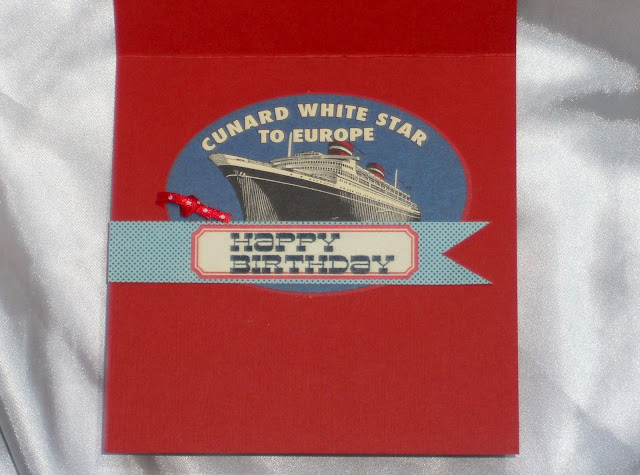 CUNARD WHITE STAR
TO EUROPE
HAPPY
BIRTHDAY